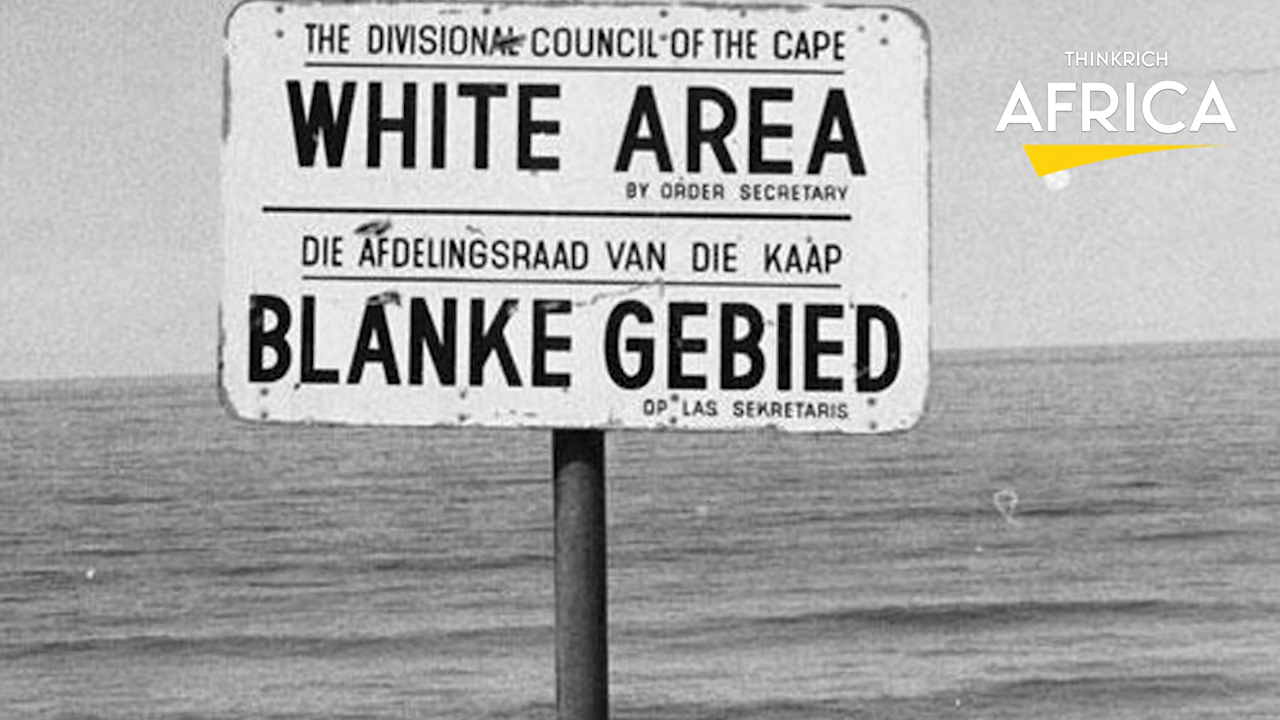 THE DIVISIONAL COUNCIL OF THE CAPE
WHITE AREA
BY ORDER SECRETARY
DIE AFDELINGSRAAD VAN DIE KAAP
BLANKE GEBIED
OP LAS SEKRETARIS
THINKRICH
AFRICA